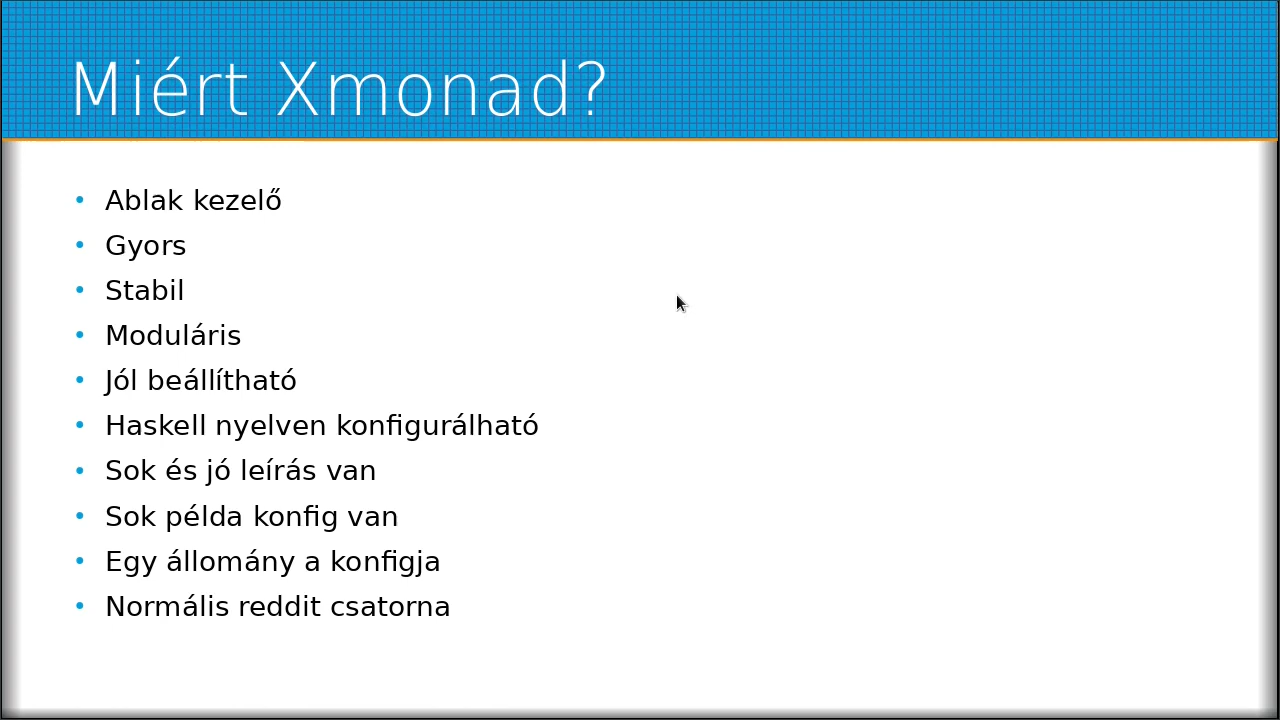 Miért Xmonad?
Ablak kezelő
Gyors
Stabil
Moduláris
Jól beállítható
Haskell nyelven konfigurálható
Sok és jó leírás van
Sok példa konfig van
Egy állomány a konfigja
Normális reddit csatorna